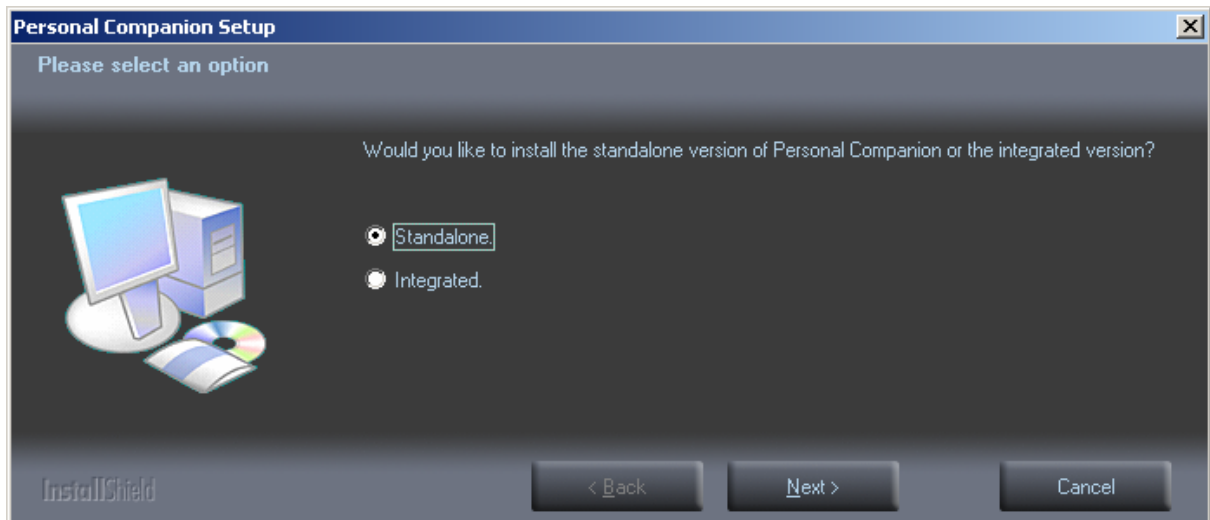 Personal Companion Setup
Please select an option
Would you like to install the standalone version of Personal Companion or the integrated version?
Standalone.
Integrated.
InstallShield
< Back
Next >
Cancel